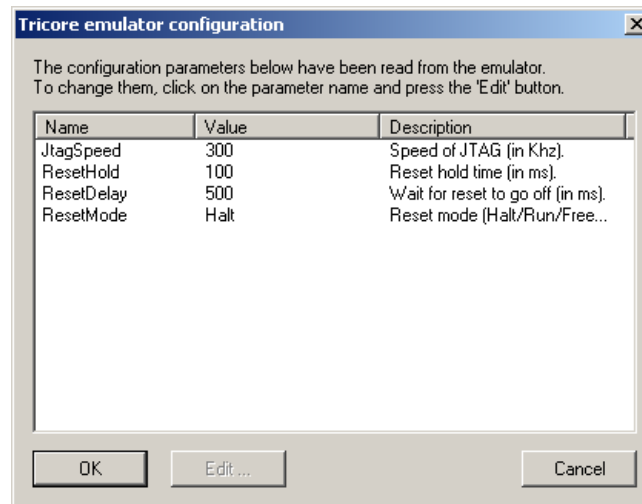 Tricore emulator configuration
The configuration parameters below have been read from the emulator.
To change them, click on the parameter name and press the 'Edit' button.
Name Value Description
JtagSpeed 300 Speed of JTAG (in Khz).
ResetHold 100 Reset hold time (in ms).
ResetDelay 500 Wait for reset to go off (in ms).
ResetMode Halt Reset mode (Halt/Run/Free...
OK Edit ... Cancel